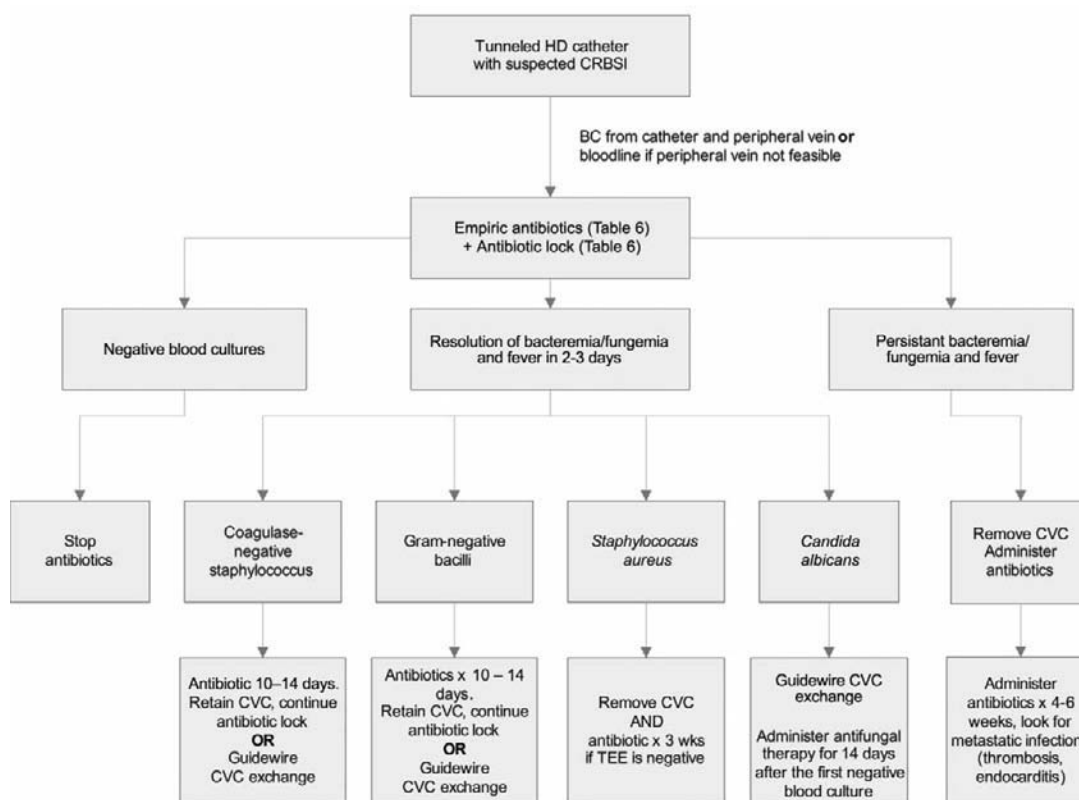 Tunneled HD catheter
with suspected CRBSI
BC from catheter and peripheral vein or
bloodline if peripheral vein not feasible
Empiric antibiotics (Table 6)
+ Antibiotic lock (Table 6)
Negative blood cultures
Resolution of bacteremia/fungemia
and fever in 2-3 days
Persistant bacteremia/
fungemia and fever
Stop
antibiotics
Coagulase-
negative
staphylococcus
Gram-negative
bacilli
Staphylococcus
aureus
Candida
albicans
Remove CVC
Administer
antibiotics
Antibiotic 10–14 days.
Retain CVC, continue
antibiotic lock
OR
Guidewire
CVC exchange
Antibiotics x 10 – 14
days.
Retain CVC, continue
antibiotic lock
OR
Guidewire
CVC exchange
Remove CVC
AND
antibiotic x 3 wks
if TEE is negative
Guidewire CVC
exchange
Administer antifungal
therapy for 14 days
after the first negative
blood culture
Administer
antibiotics x 4-6
weeks, look for
metastatic infection
(thrombosis,
endocarditis)